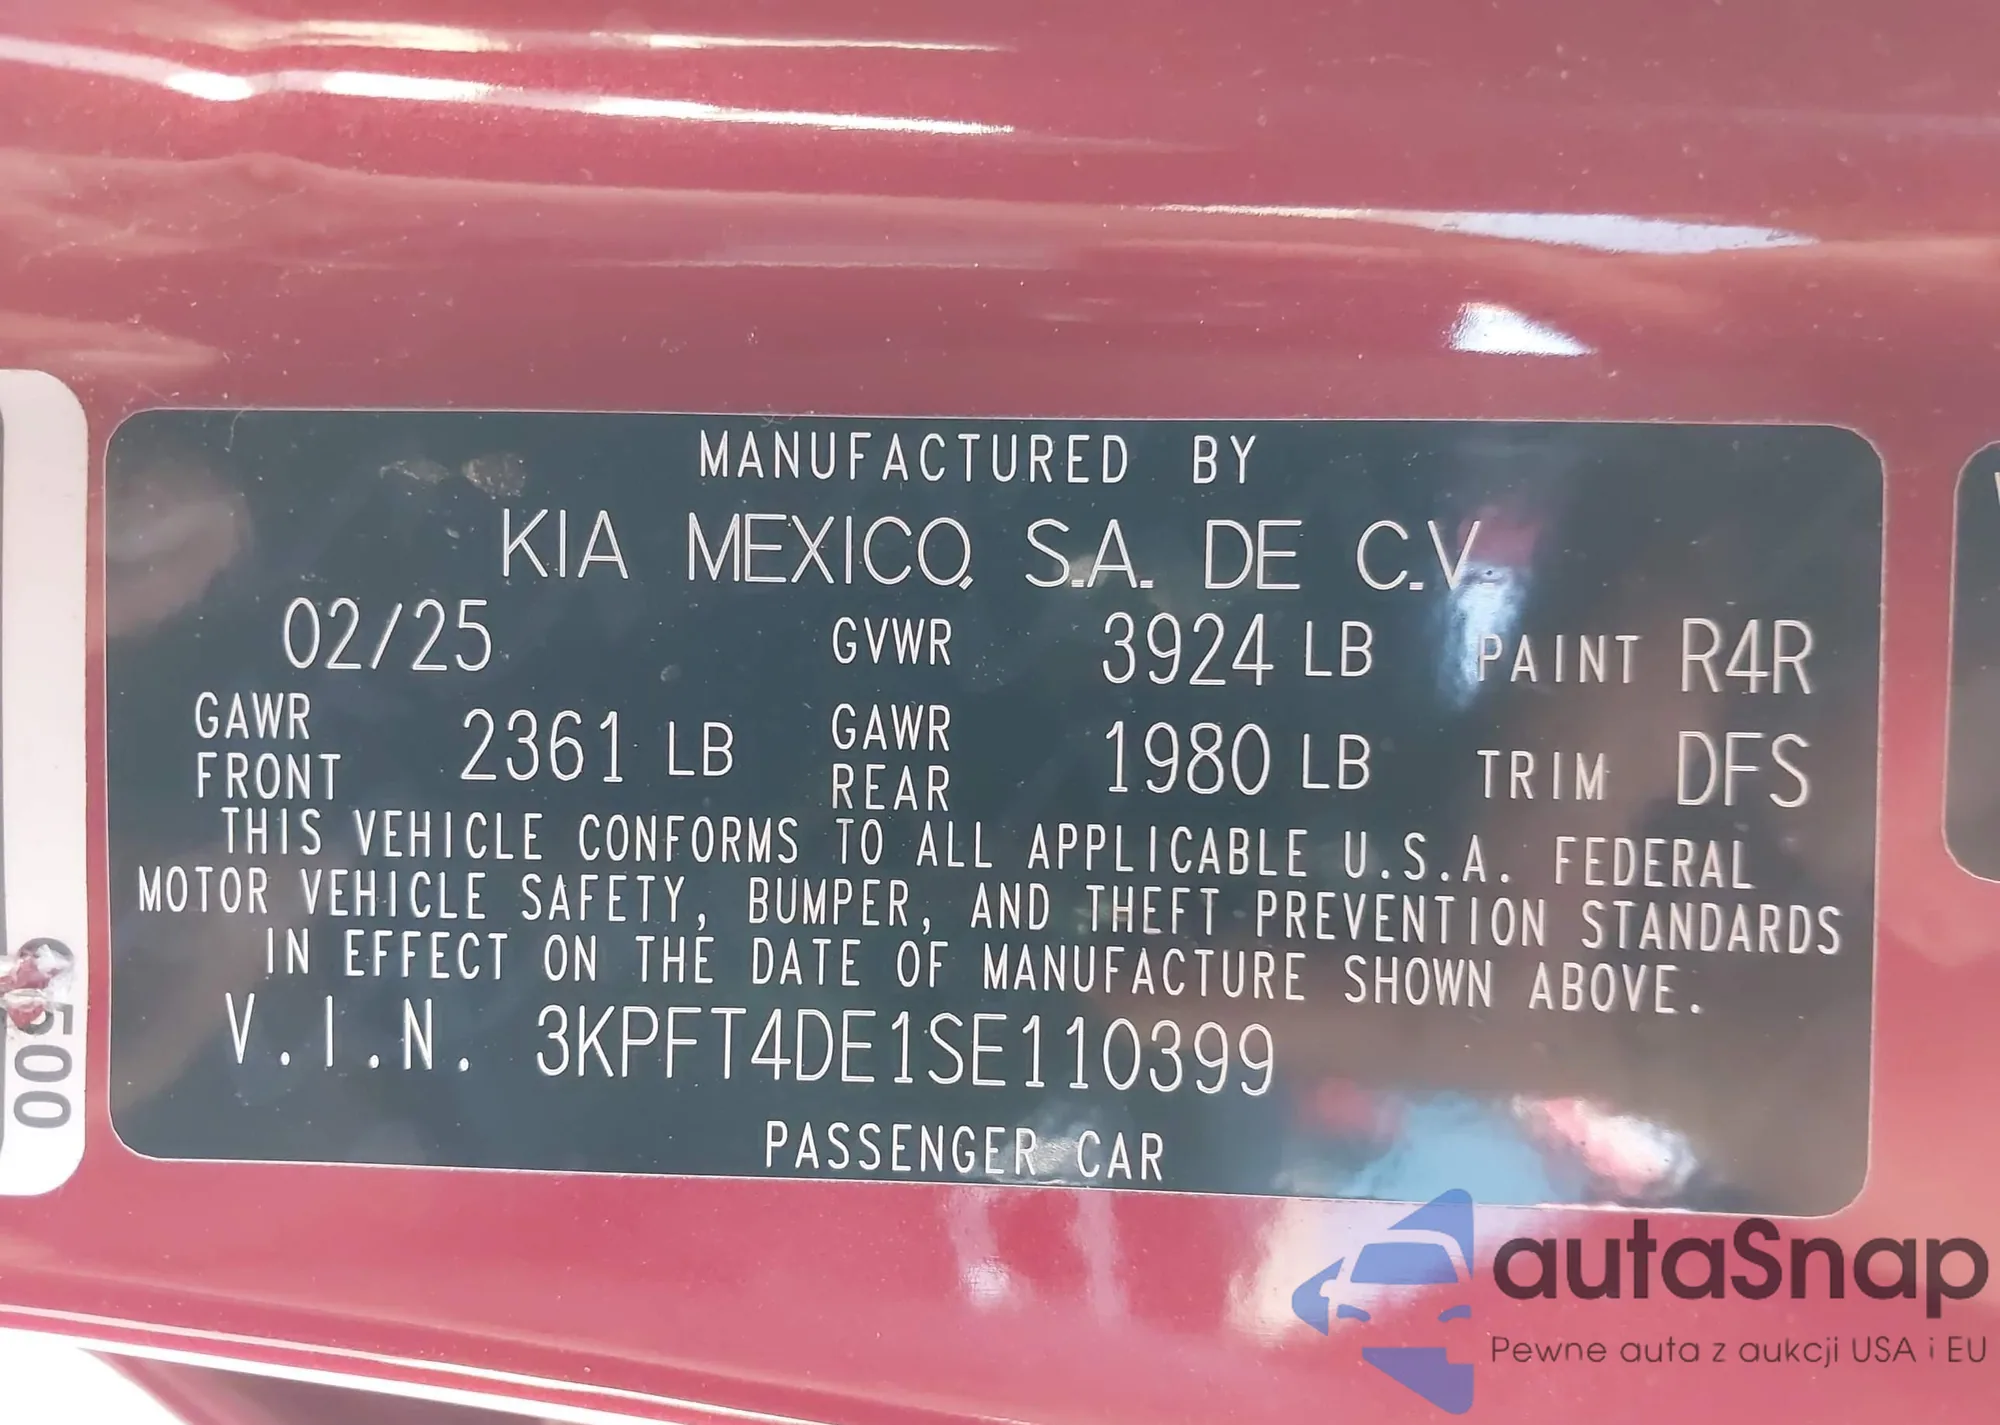 MANUFACTURED BY
KIA MEXICO, S.A. DE C.V.
02/25 GVWR 3924 LB PAINT R4R
GAWR FRONT 2361 LB GAWR REAR 1980 LB TRIM DFS
THIS VEHICLE CONFORMS TO ALL APPLICABLE U.S.A. FEDERAL
MOTOR VEHICLE SAFETY, BUMPER, AND THEFT PREVENTION STANDARDS
IN EFFECT ON THE DATE OF MANUFACTURE SHOWN ABOVE.
V.I.N. 3KPFT4DE1SE110399
PASSENGER CAR
autaSnap
Pewne auta z aukcji USA i EU